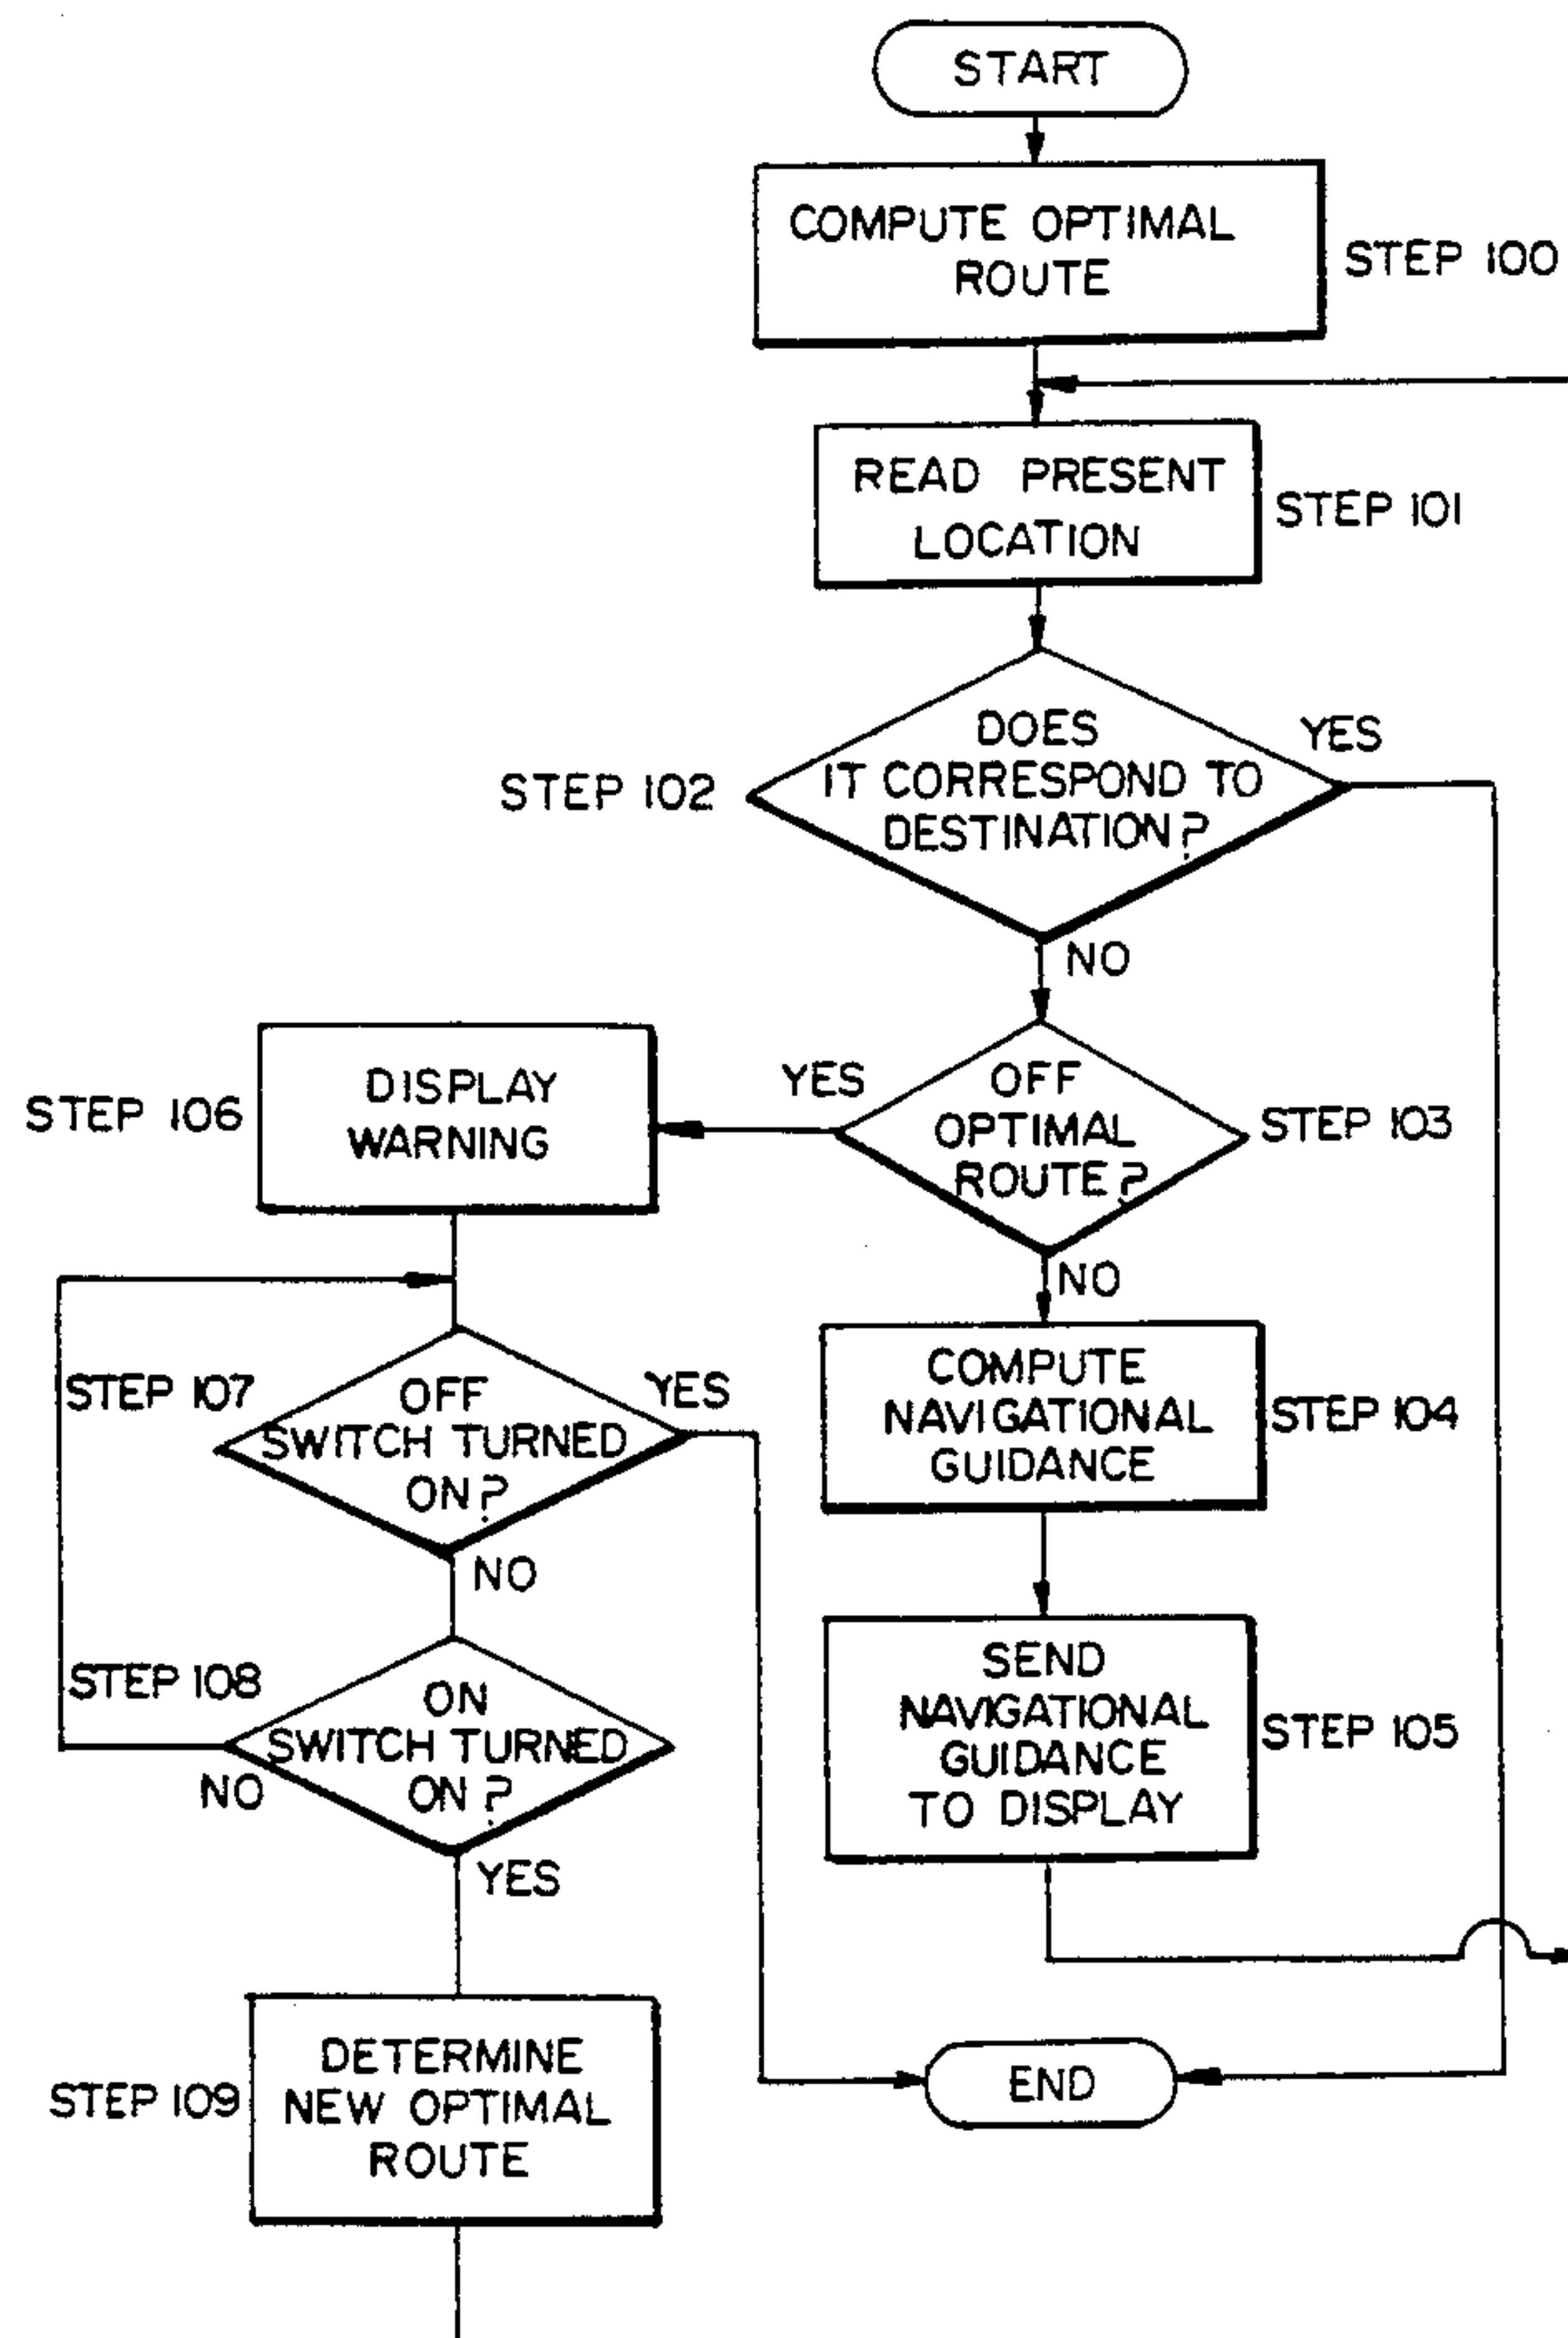 START
COMPUTE OPTIMAL
ROUTE
STEP 100
READ PRESENT
LOCATION
STEP 101
DOES
IT CORRESPOND TO
DESTINATION?
STEP 102
YES
NO
OFF
OPTIMAL
ROUTE?
STEP 103
YES
NO
DISPLAY
WARNING
STEP 106
STEP 107
OFF
SWITCH TURNED
ON?
YES
NO
COMPUTE
NAVIGATIONAL
GUIDANCE
STEP 104
STEP 108
ON
SWITCH TURNED
ON?
NO
YES
SEND
NAVIGATIONAL
GUIDANCE
TO DISPLAY
STEP 105
DETERMINE
NEW OPTIMAL
ROUTE
STEP 109
END